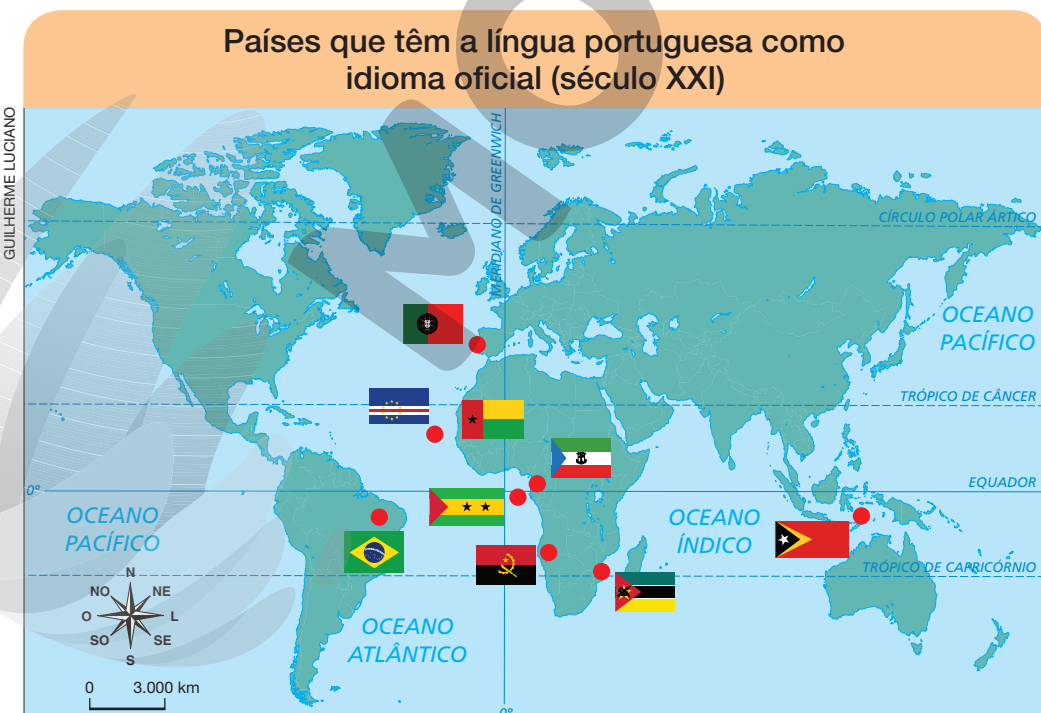 Países que têm a língua portuguesa como
idioma oficial (século XXI)
GUILHERME LUCIANO
MERIDIANO DE GREENWICH
CÍRCULO POLAR ÁRTICO
OCEANO
PACÍFICO
TRÓPICO DE CÂNCER
0º
EQUADOR
OCEANO
PACÍFICO
OCEANO
ÍNDICO
TRÓPICO DE CAPRICÓRNIO
N
NO
NE
O
L
SO
SE
S
OCEANO
ATLÂNTICO
0
3.000 km
0º